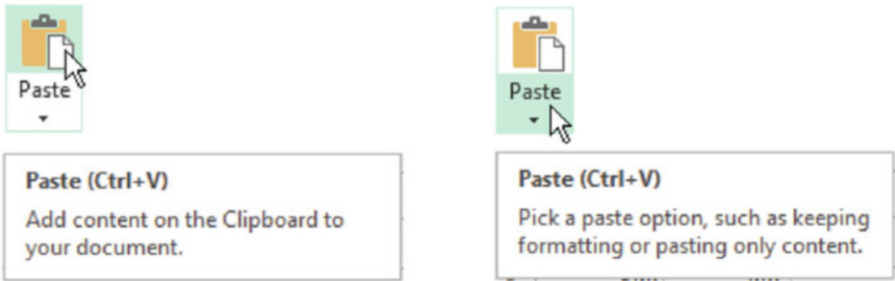 Paste
Paste (Ctrl+V)
Add content on the Clipboard to
your document.
Paste
Paste (Ctrl+V)
Pick a paste option, such as keeping
formatting or pasting only content.